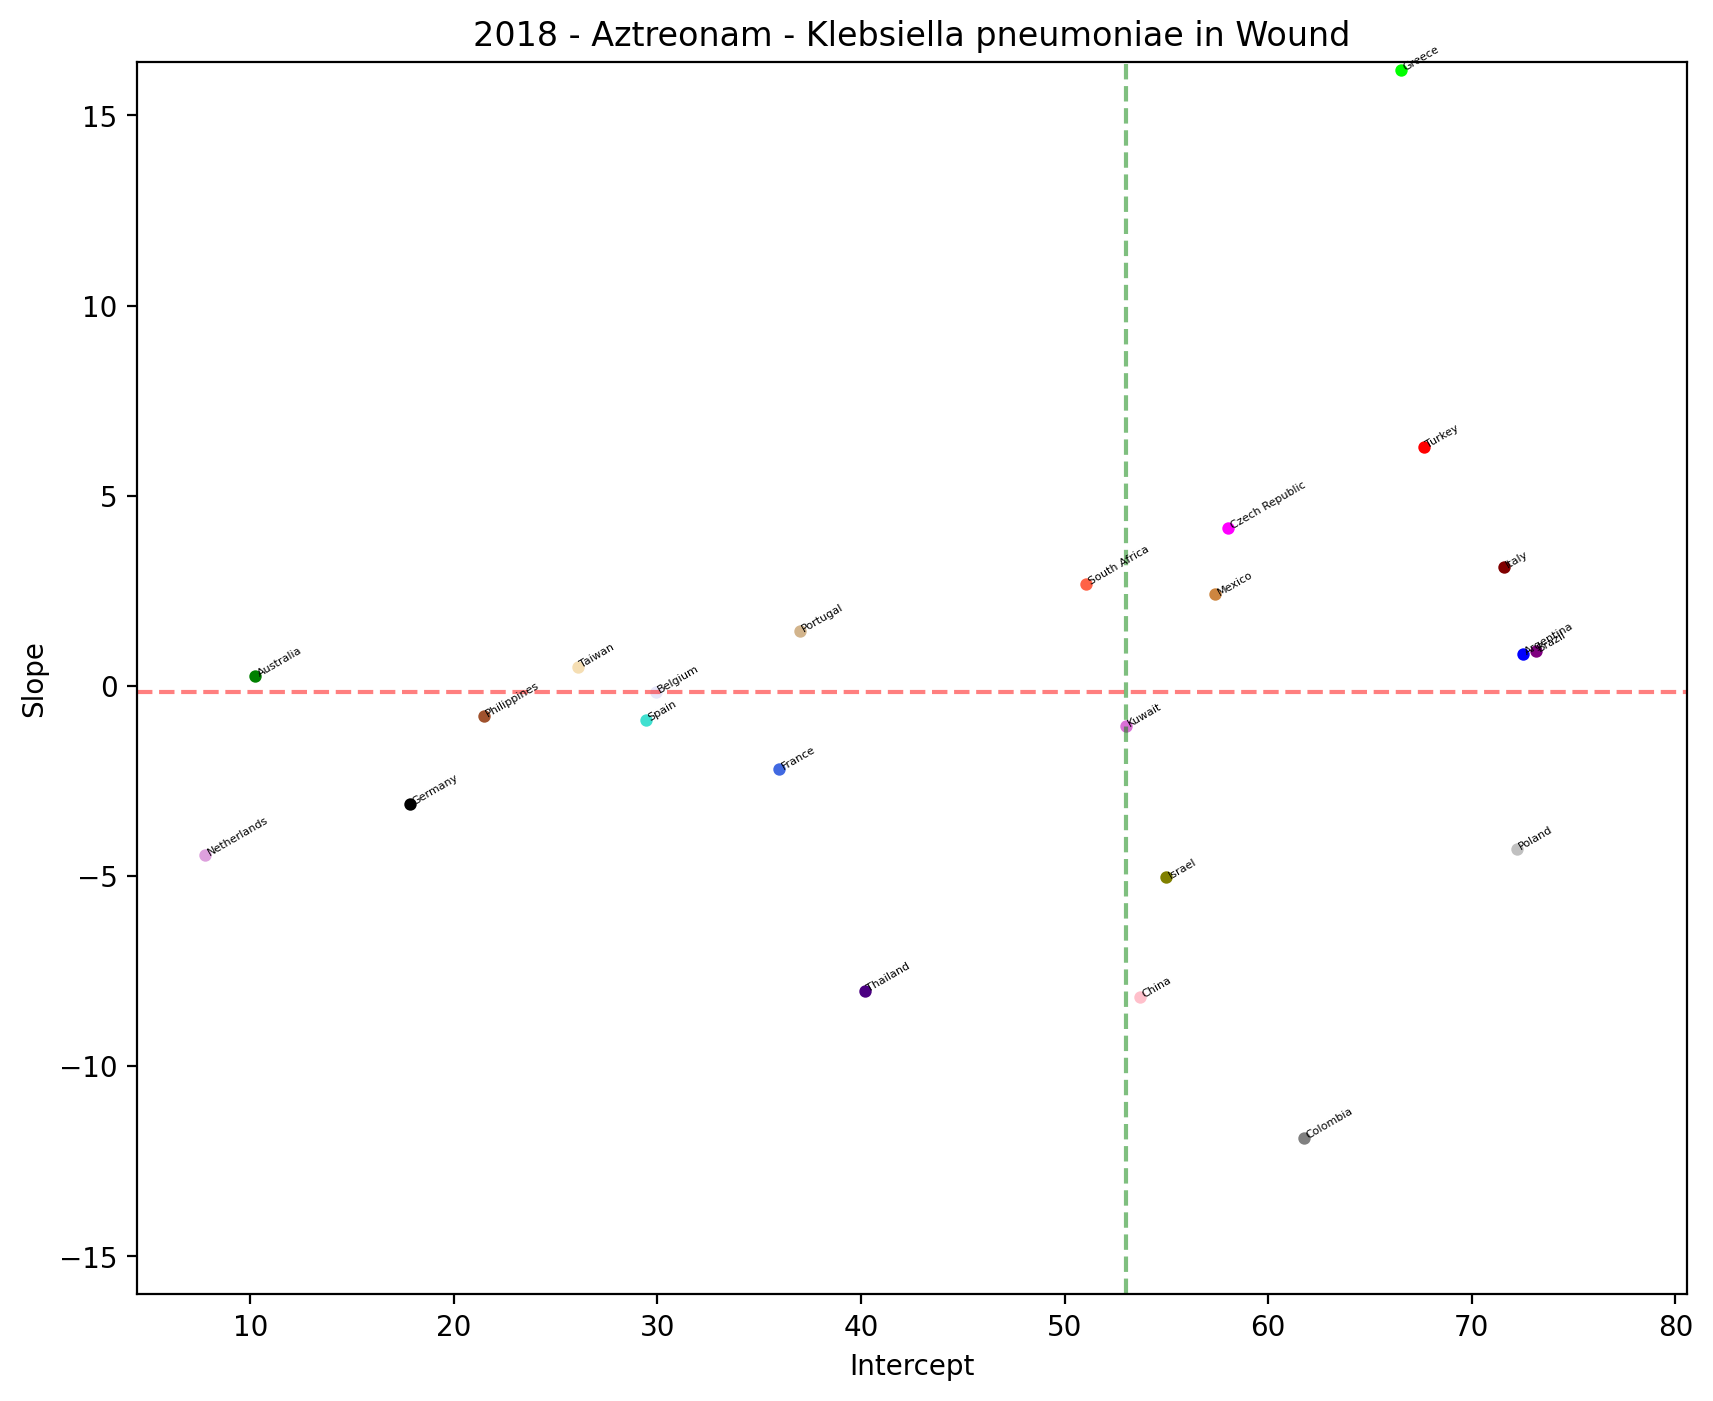 2018 - Aztreonam - Klebsiella pneumoniae in Wound
Greece
15
10
Turkey
5
Czech Republic
South Africa
Italy
Mexico
Portugal
Argentina
Brazil
Taiwan
Australia
0
Belgium
Philippines
Spain
Kuwait
France
Germany
Netherlands
Poland
−5
Israel
Thailand
China
−10
Colombia
−15
Slope
10 20 30 40 50 60 70 80
Intercept